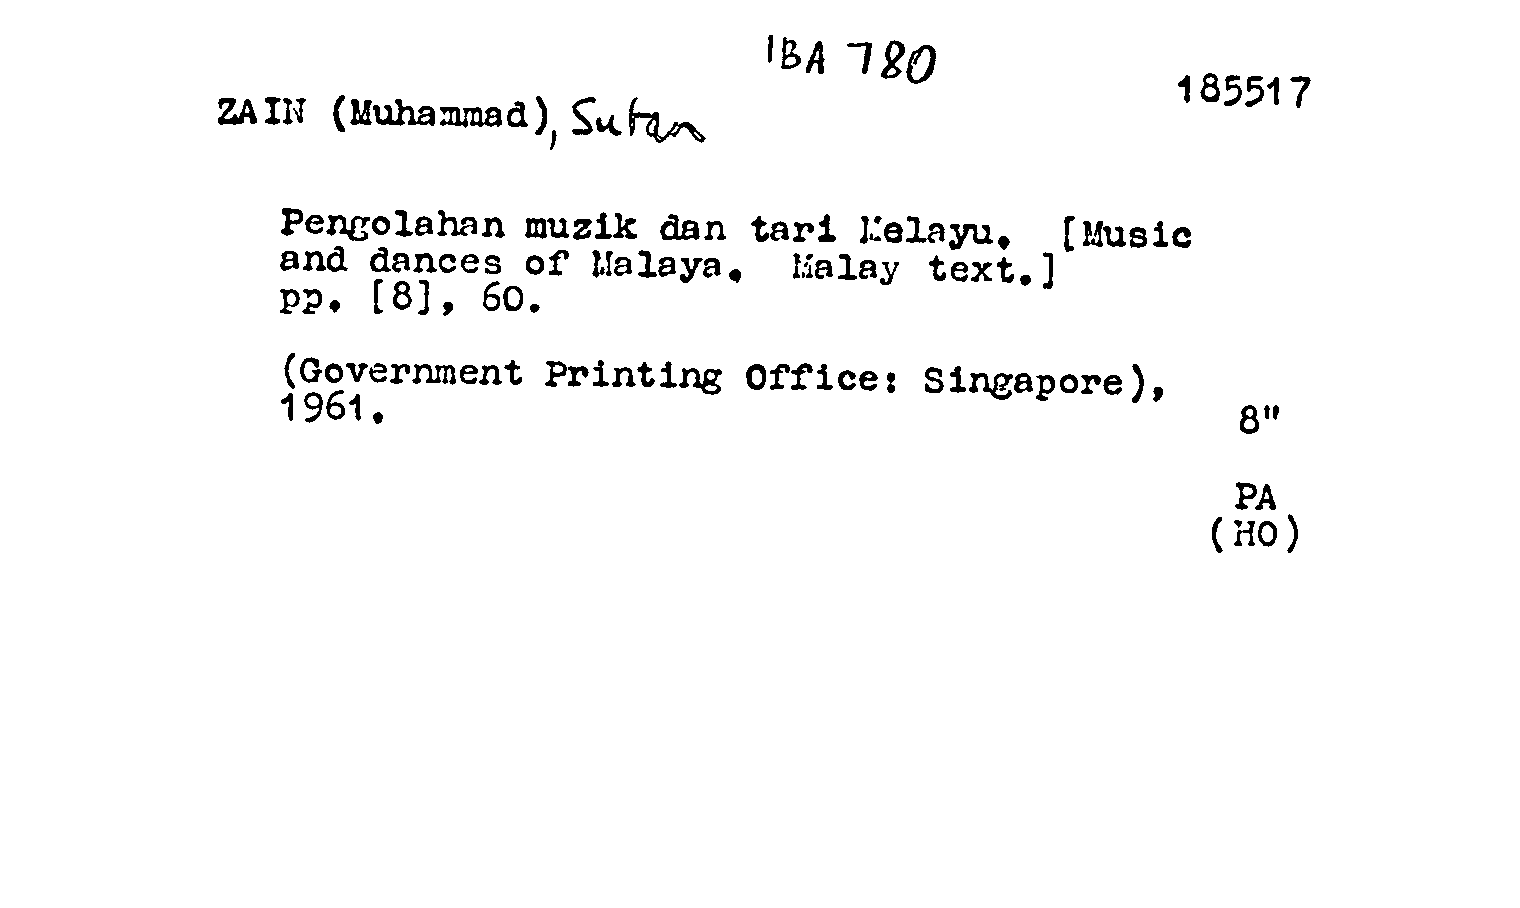 IBA 780
185517
ZAIN (Muhammad), Sutan
Pengolahan muzik dan tari Melayu. [Music
and dances of Malaya. Malay text.]
pp. [8], 60.
(Government Printing Office: Singapore),
1961.
8"
PA
(HO)